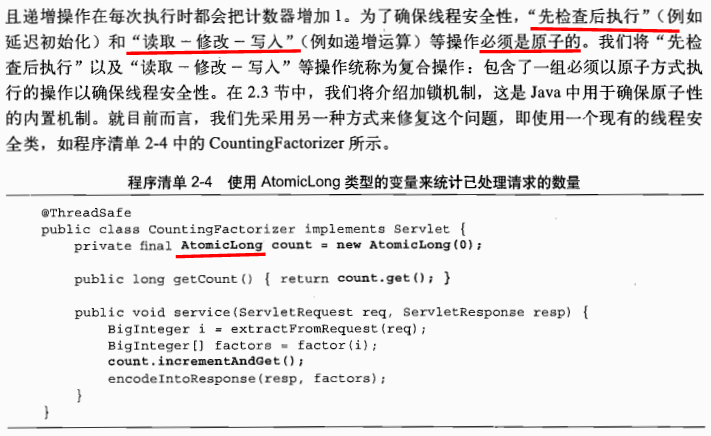 且递增操作在每次执行时都会把计数器增加1。为了确保线程安全性，“先检查后执行”（例如
延迟初始化）和“读取－修改－写入”（例如递增运算）等操作必须是原子的。我们将“先检
查后执行”以及“读取－修改－写入”等操作统称为复合操作：包含了一组必须以原子方式执
行的操作以确保线程安全性。在 2.3 节中，我们将介绍加锁机制，这是 Java 中用于确保原子性
的内置机制。就目前而言，我们先采用另一种方式来修复这个问题，即使用一个现有的线程安
全类，如程序清单 2-4 中的 CountingFactorizer 所示。
程序清单 2-4 使用 AtomicLong 类型的变量来统计已处理请求的数量
@ThreadSafe
public class CountingFactorizer implements Servlet {
private final AtomicLong count = new AtomicLong(0);
public long getCount() { return count.get(); }
public void service(ServletRequest req, ServletResponse resp) {
BigInteger i = extractFromRequest(req);
BigInteger[] factors = factor(i);
count.incrementAndGet();
encodeIntoResponse(resp, factors);
}
}